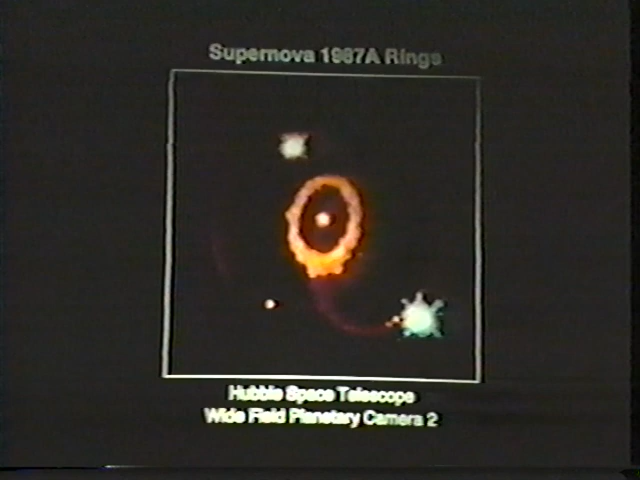 Supernova 1987A Rings
Hubble Space Telescope
Wide Field Planetary Camera 2